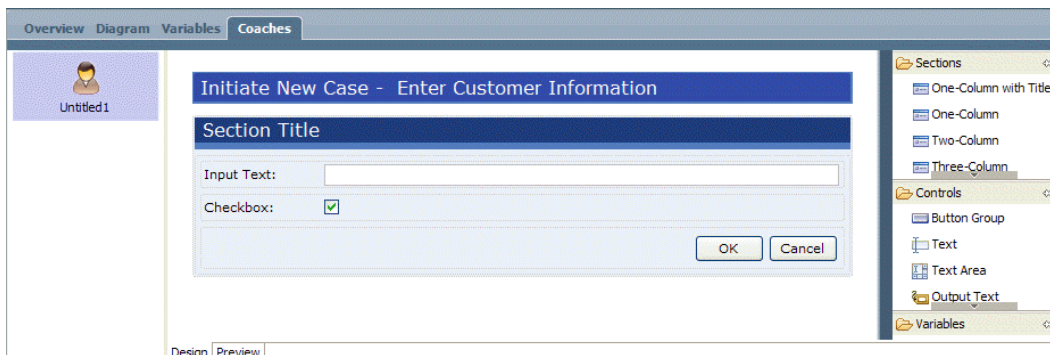 Overview Diagram Variables Coaches
Untitled1
Initiate New Case - Enter Customer Information
Section Title
Input Text:
Checkbox:
OK Cancel
Design Preview
Sections
One-Column with Title
One-Column
Two-Column
Three-Column
Controls
Button Group
Text
Text Area
Output Text
Variables